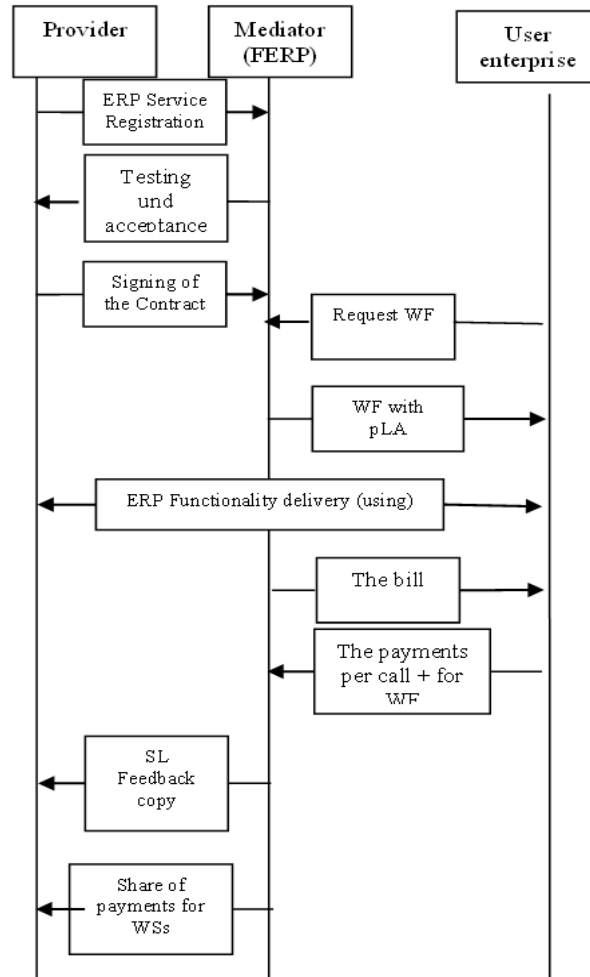 Provider
Mediator
(FERP)
User
enterprise
ERP Service
Registration
Testing
und
acceptance
Signing of
the Contract
Request WF
WF with
pLA
ERP Functionality delivery (using)
The bill
The payments
per call + for
WF
SL
Feedback
copy
Share of
payments for
WSs